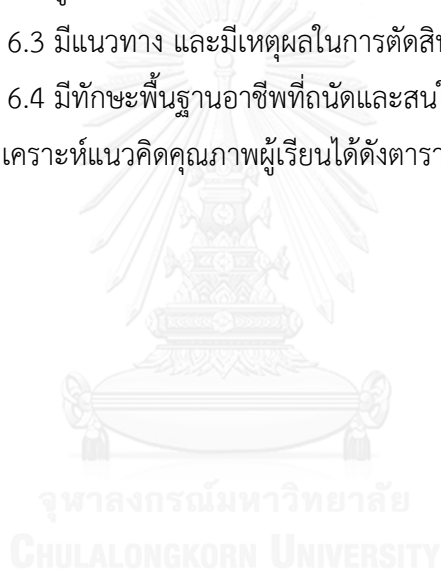 6.3 มีแนวทาง และมีเหตุผลในการตัดสิ
6.4 มีทักษะพื้นฐานอาชีพที่ถนัดและสน
เคราะห์แนวคิดคุณภาพผู้เรียนได้ดังตารา
จุฬาลงกรณ์มหาวิทยาลัย
CHULALONGKORN UNIVERSITY